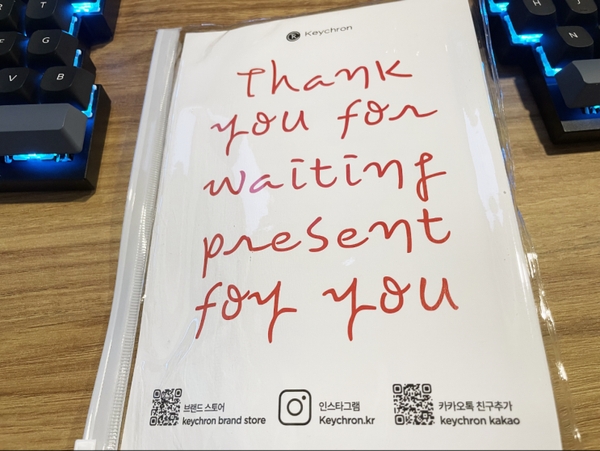 Keychron
Thank
you for
waiting
present
for you
브랜드 스토어
keychron brand store
인스타그램
Keychron.kr
카카오톡 친구추가
keychron kakao
T
F
G
V
B
H
J
N